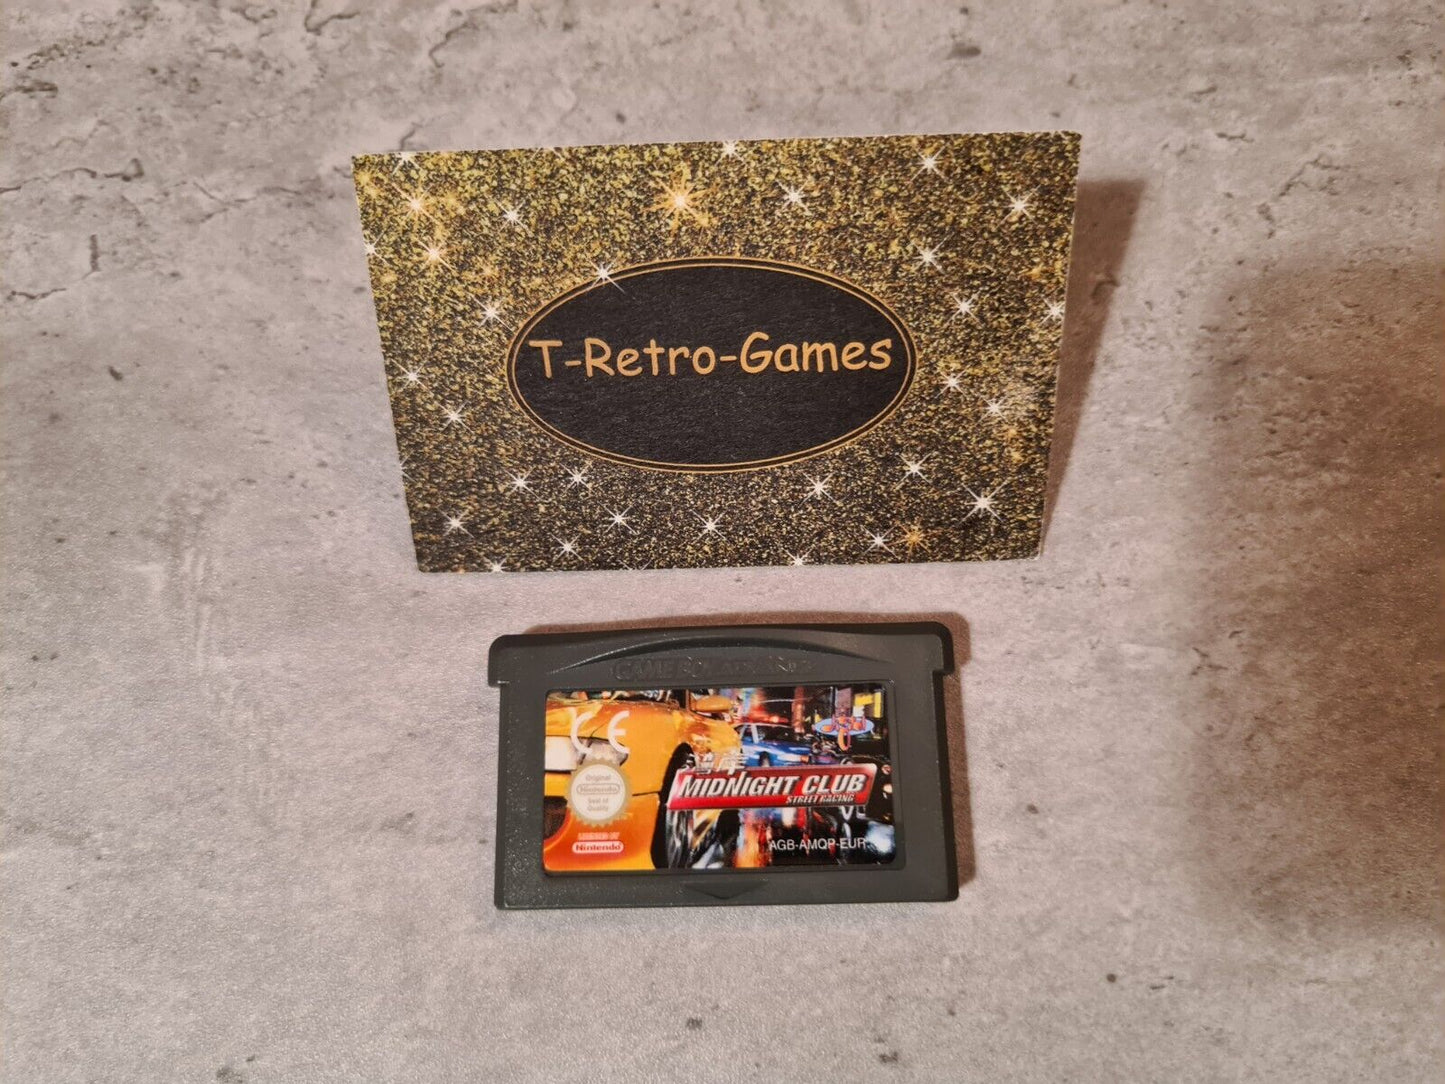 T-Retro-Games
GAME BOY ADVANCE
CE
MIDNIGHT CLUB
STREET RACING
Original
Nintendo
Seal of
Quality
LICENSED BY
Nintendo
AGB-AMQP-EUR